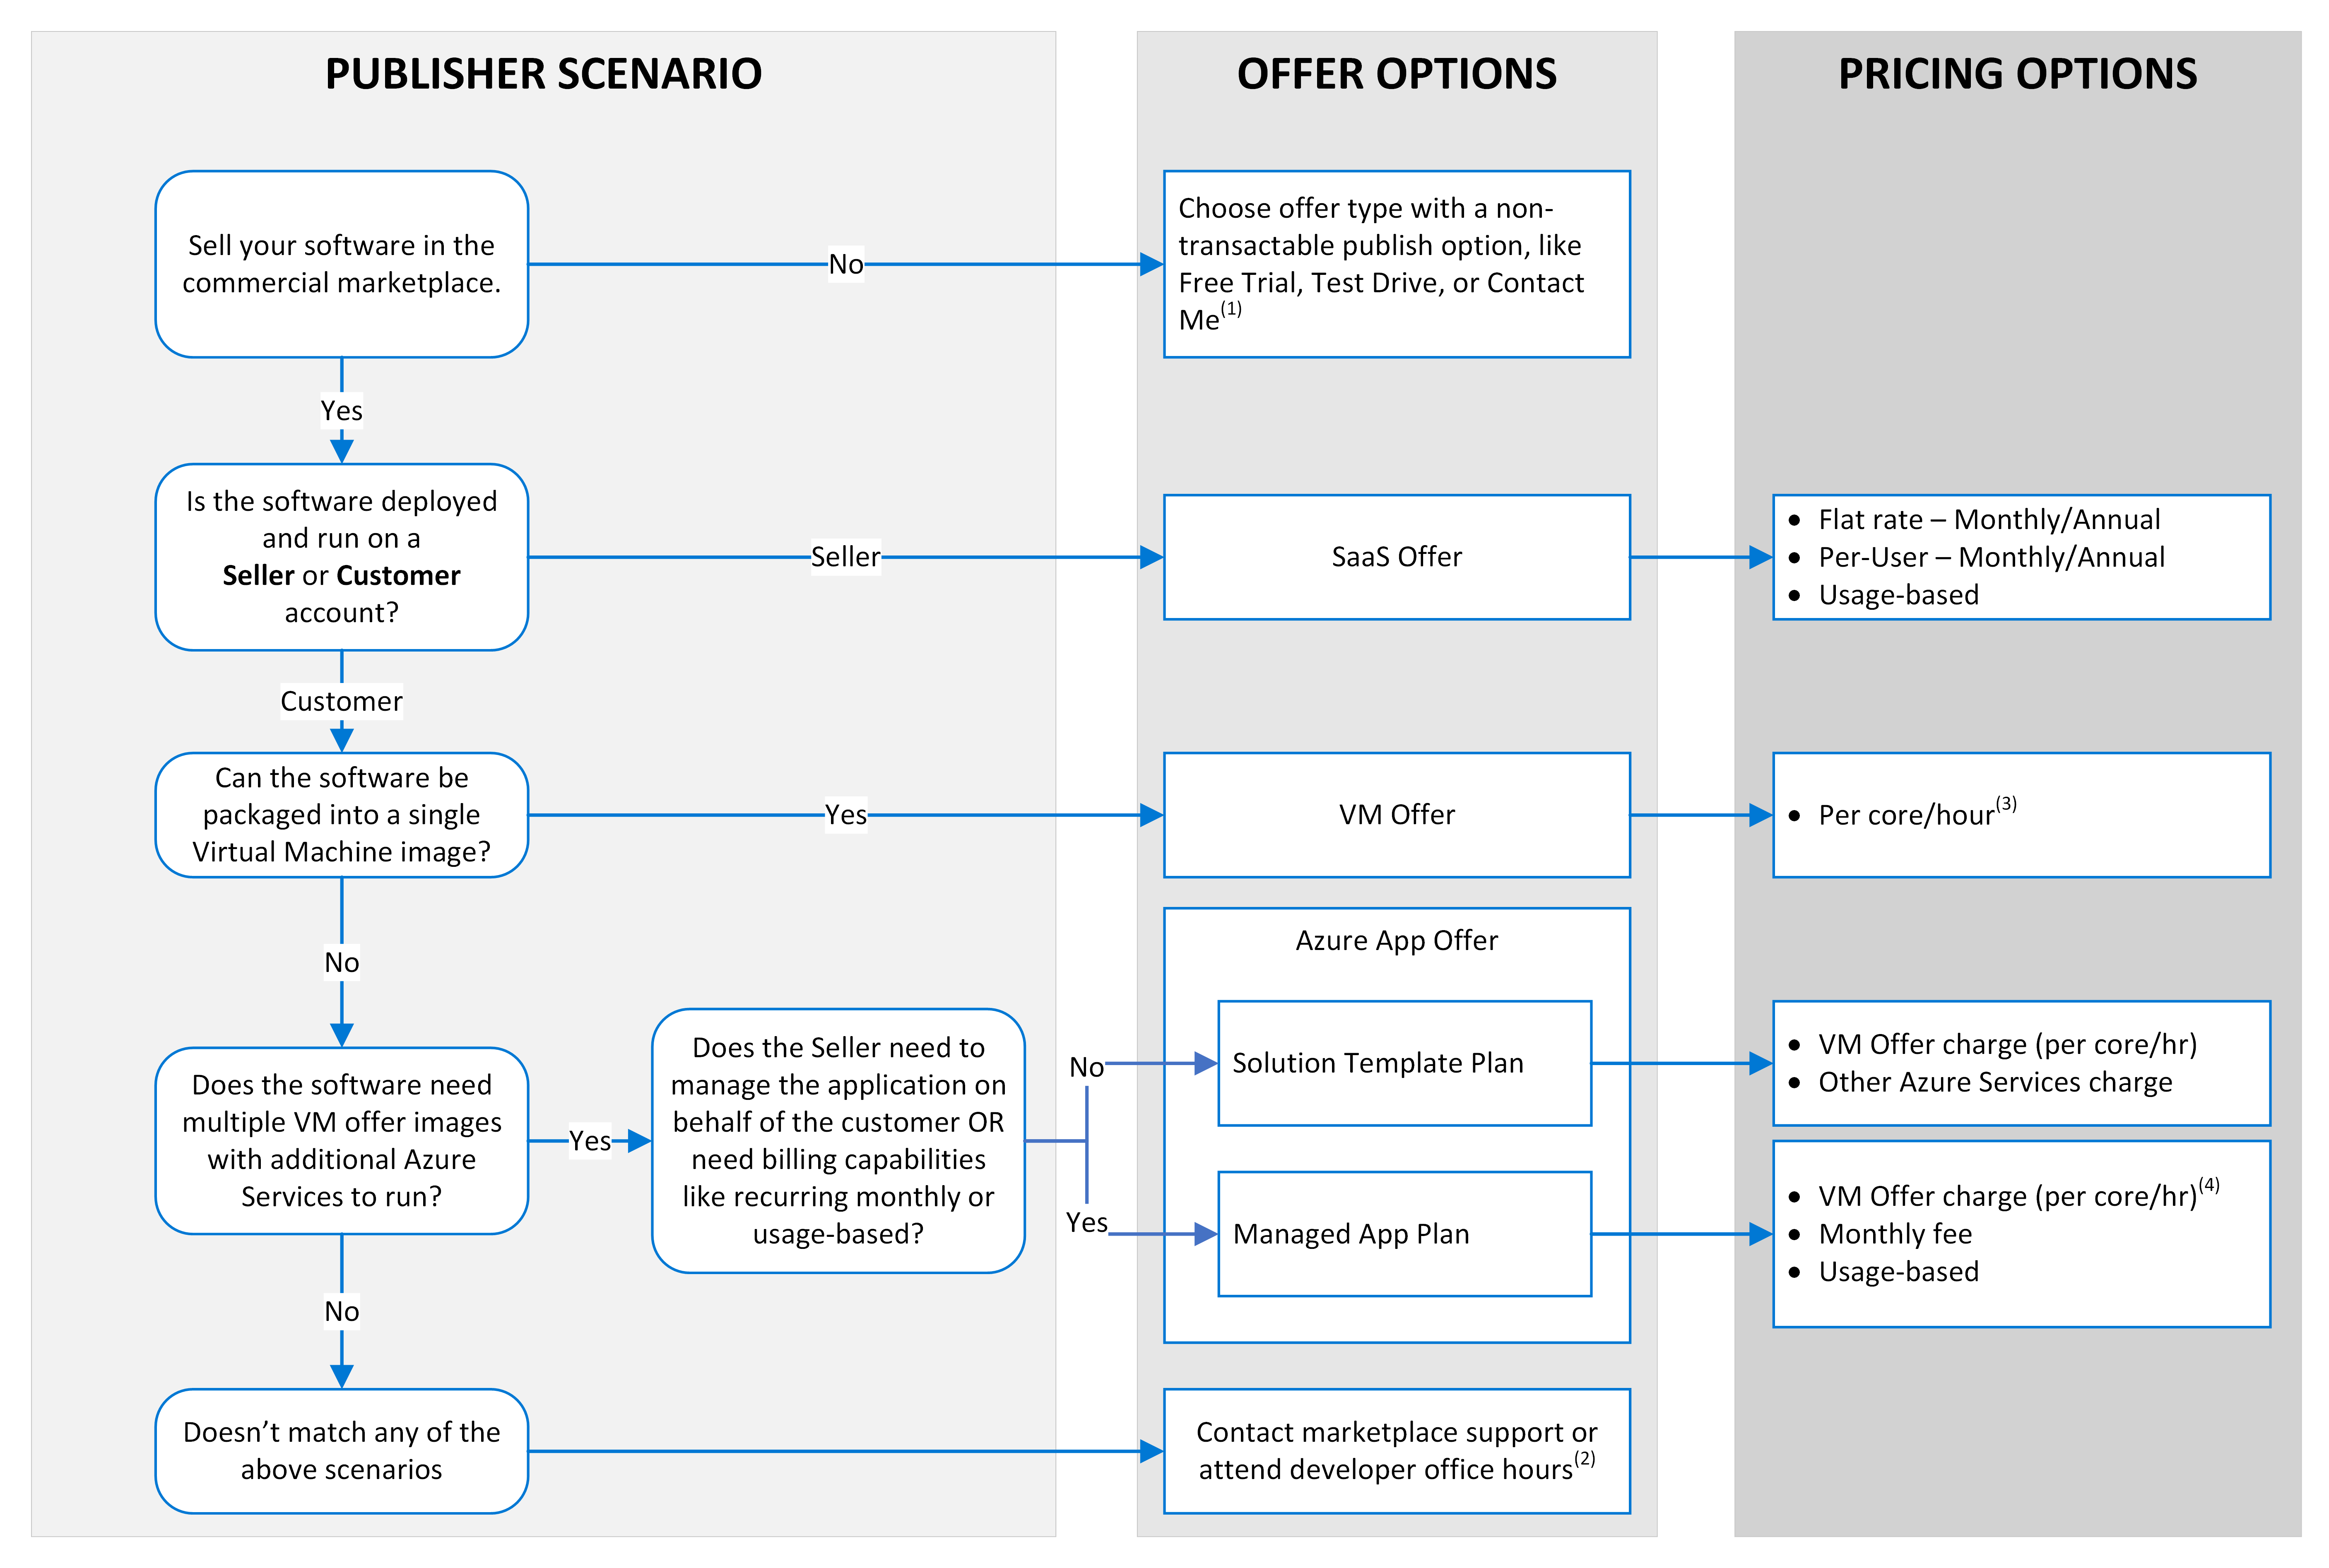 PUBLISHER SCENARIO
OFFER OPTIONS
PRICING OPTIONS
Sell your software in the
commercial marketplace.
No
Choose offer type with a non-
transactable publish option, like
Free Trial, Test Drive, or Contact
Me(1)
Yes
Is the software deployed
and run on a
Seller or Customer
account?
Seller
SaaS Offer
• Flat rate – Monthly/Annual
• Per-User – Monthly/Annual
• Usage-based
Customer
Can the software be
packaged into a single
Virtual Machine image?
Yes
VM Offer
• Per core/hour(3)
No
Azure App Offer
Does the software need
multiple VM offer images
with additional Azure
Services to run?
Yes
Does the Seller need to
manage the application on
behalf of the customer OR
need billing capabilities
like recurring monthly or
usage-based?
No
Solution Template Plan
• VM Offer charge (per core/hr)
• Other Azure Services charge
Yes
Managed App Plan
• VM Offer charge (per core/hr)(4)
• Monthly fee
• Usage-based
No
Doesn’t match any of the
above scenarios
Contact marketplace support or
attend developer office hours(2)